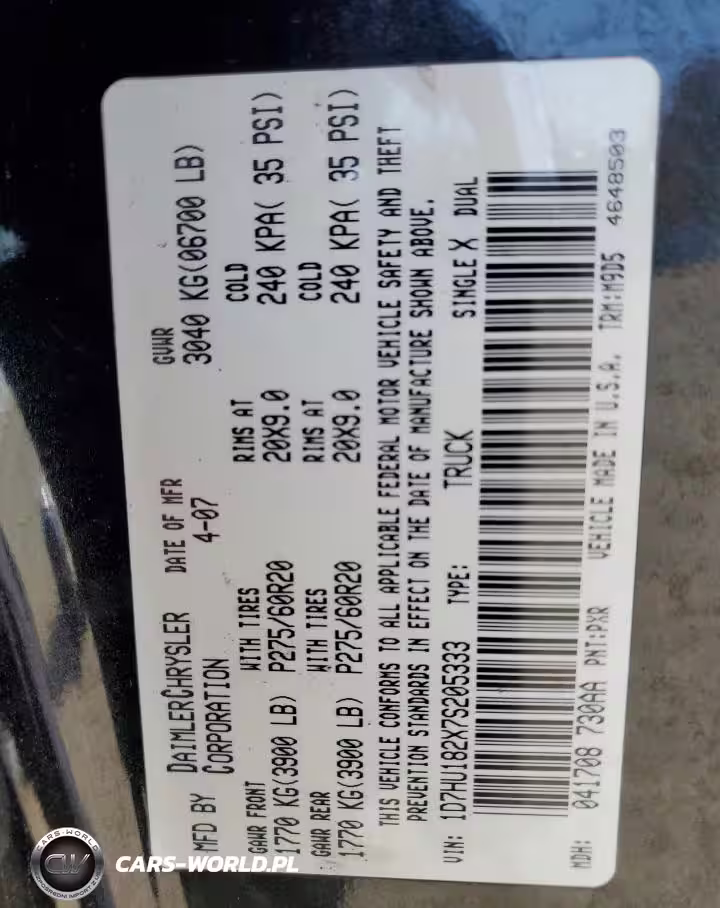 MFD BY DAIMLERCHRYSLER CORPORATION
DATE OF MFR
4-07
GVWR
3040 KG(06700 LB)
GAWR FRONT WITH TIRES RIMS AT COLD
1770 KG(3900 LB) P275/60R20 20X9.0 240 KPA( 35 PSI)
GAWR REAR WITH TIRES RIMS AT COLD
1770 KG(3900 LB) P275/60R20 20X9.0 240 KPA( 35 PSI)
THIS VEHICLE CONFORMS TO ALL APPLICABLE FEDERAL MOTOR VEHICLE SAFETY AND THEFT
PREVENTION STANDARDS IN EFFECT ON THE DATE OF MANUFACTURE SHOWN ABOVE.
VIN: 1D7HU182X7S205333 TYPE: TRUCK SINGLE X DUAL
MDH: 041708 730AA PNT:PXR VEHICLE MADE IN U.S.A. TRM:M9D5 4648503
CARS-WORLD
CW
CARS-WORLD.PL